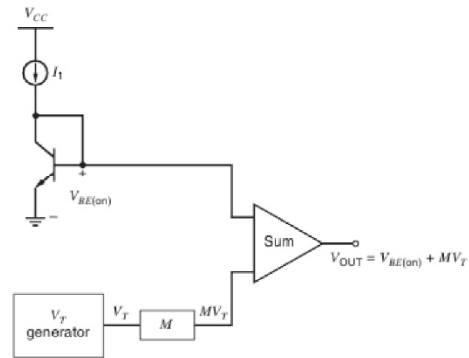 V_CC
I_1
+
V_BE(on)
−
Sum
V_OUT = V_BE(on) + MV_T
V_T generator
V_T
M
MV_T